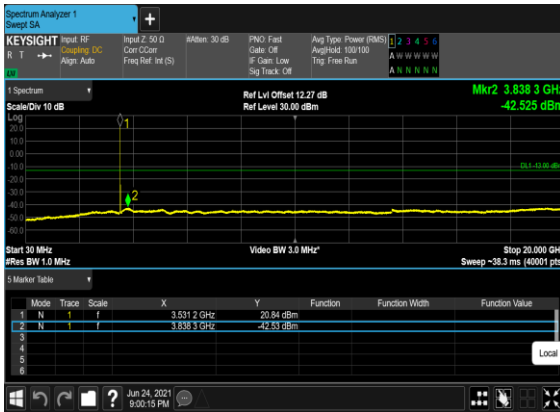 Spectrum Analyzer 1
Swept SA
+
KEYSIGHT Input: RF Input Z: 50 Ω #Atten: 30 dB PNO: Fast Avg Type: Power (RMS) 1 2 3 4 5 6
R T Coupling: DC Corr CCorr Gate: Off Avg|Hold: 100/100 A W W W W W
Align: Auto Freq Ref: Int (S) IF Gain: Low Trig: Free Run
LXI Sig Track: Off A N N N N N
1 Spectrum Ref Lvl Offset 12.27 dB Mkr2 3.838 3 GHz
Scale/Div 10 dB Ref Level 30.00 dBm -42.525 dBm
Log
20.0
10.0
0.00
-10.0
-20.0
-30.0
-40.0
-50.0
-60.0
1
2
DL1 -13.00 dBm
Start 30 MHz Video BW 3.0 MHz* Stop 20.000 GHz
#Res BW 1.0 MHz Sweep ~38.3 ms (40001 pts)
5 Marker Table
Mode Trace Scale X Y Function Function Width Function Value
1 N 1 f 3.531 2 GHz 20.84 dBm
2 N 1 f 3.838 3 GHz -42.53 dBm
3
4
5
6
Local
? Jun 24, 2021
9:00:15 PM